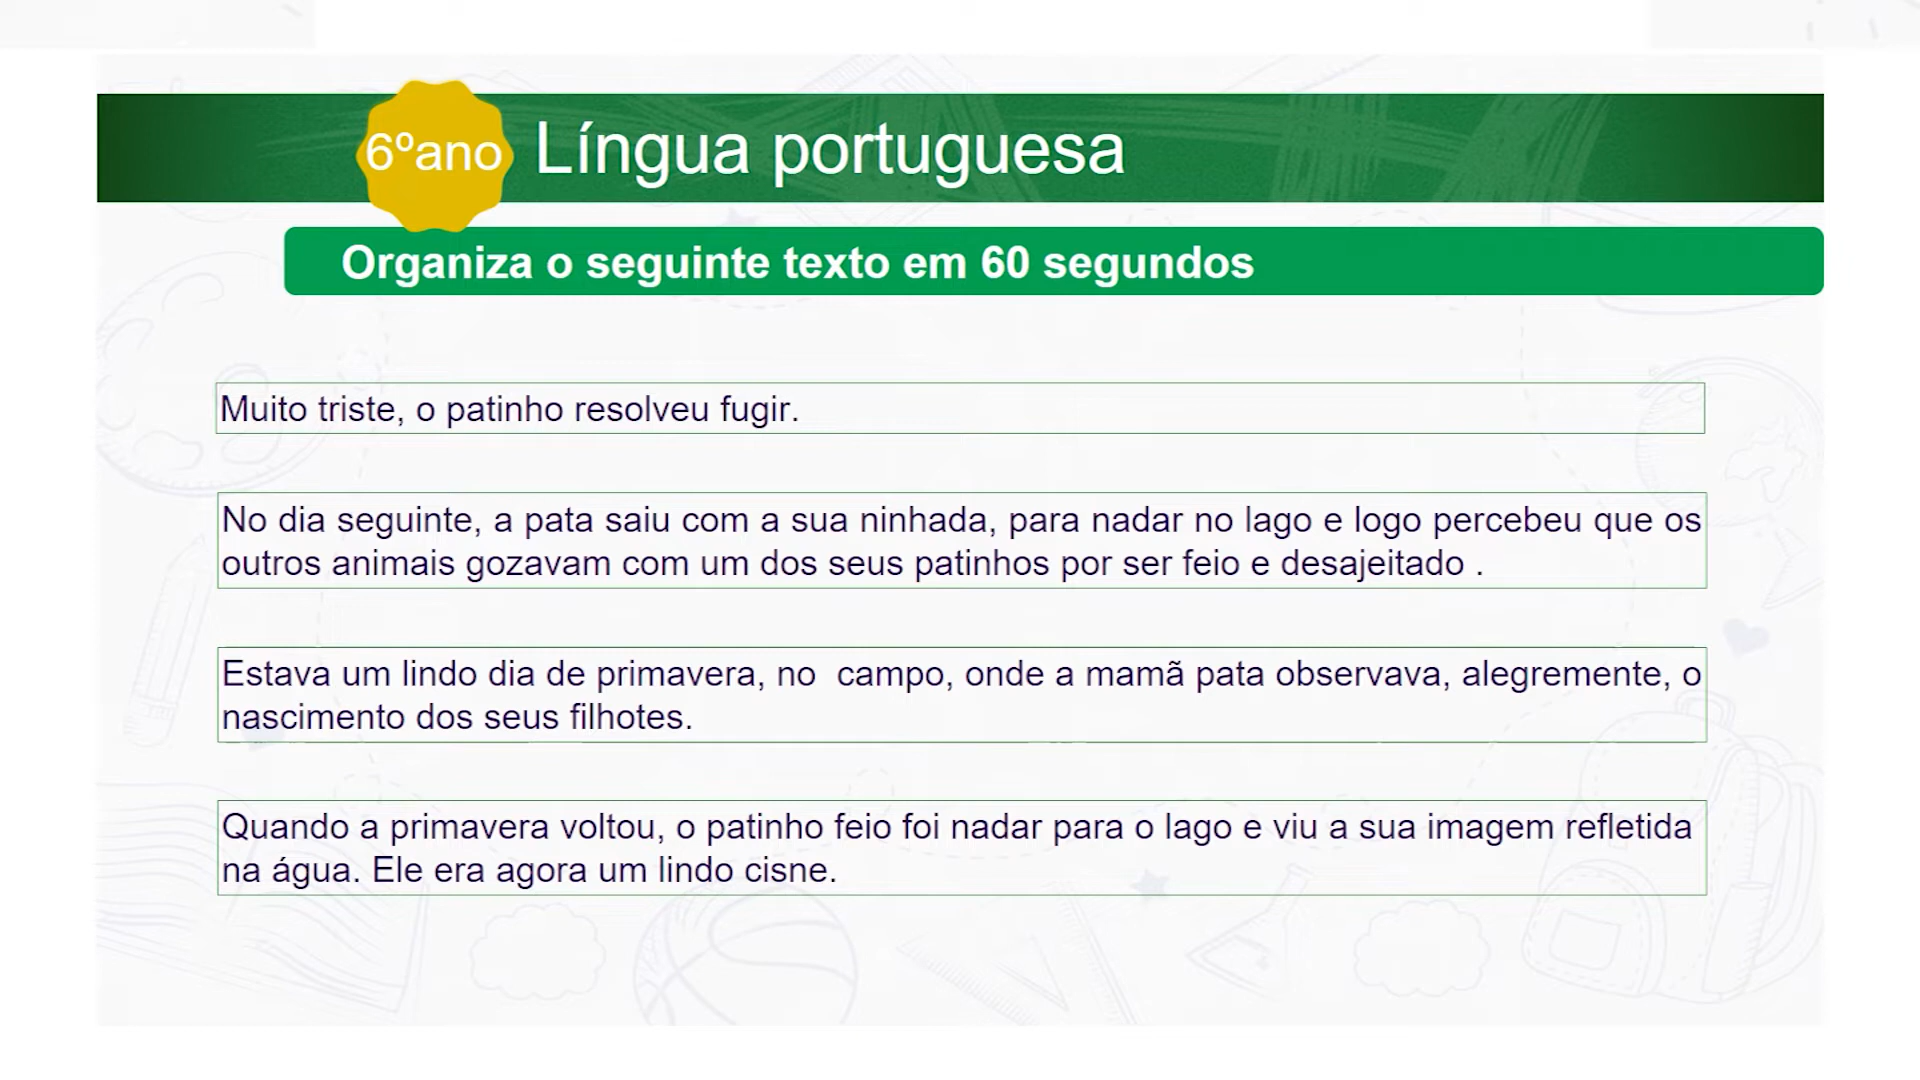 6ºano
Língua portuguesa
Organiza o seguinte texto em 60 segundos
Muito triste, o patinho resolveu fugir.
No dia seguinte, a pata saiu com a sua ninhada, para nadar no lago e logo percebeu que os
outros animais gozavam com um dos seus patinhos por ser feio e desajeitado .
Estava um lindo dia de primavera, no  campo, onde a mamã pata observava, alegremente, o
nascimento dos seus filhotes.
Quando a primavera voltou, o patinho feio foi nadar para o lago e viu a sua imagem refletida
na água. Ele era agora um lindo cisne.